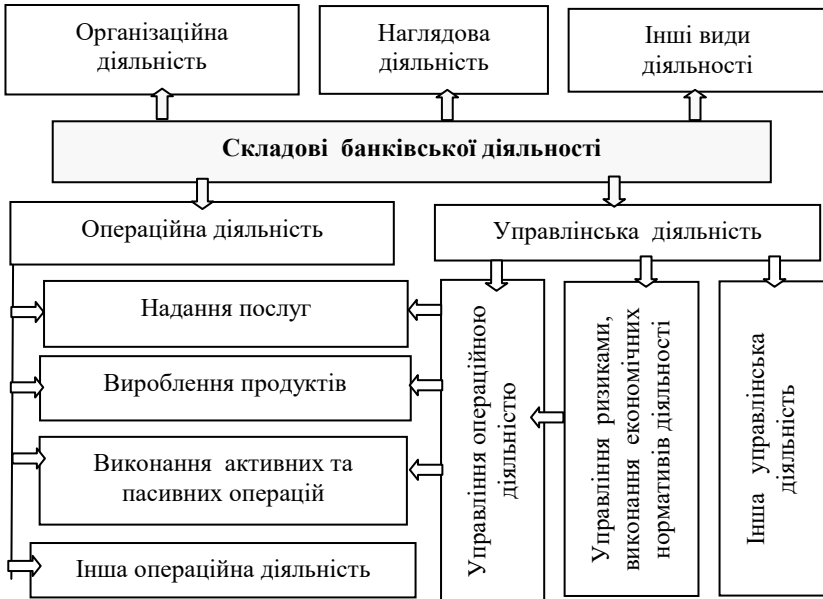 Організаційна
діяльність
Наглядова
діяльність
Інші види
діяльності
Складові банківської діяльності
Операційна діяльність
Управлінська діяльність
Надання послуг
Вироблення продуктів
Виконання активних та
пасивних операцій
Інша операційна діяльність
Управління операційною
діяльністю
Управління ризиками,
виконання економічних
нормативів діяльності
Інша управлінська
діяльність